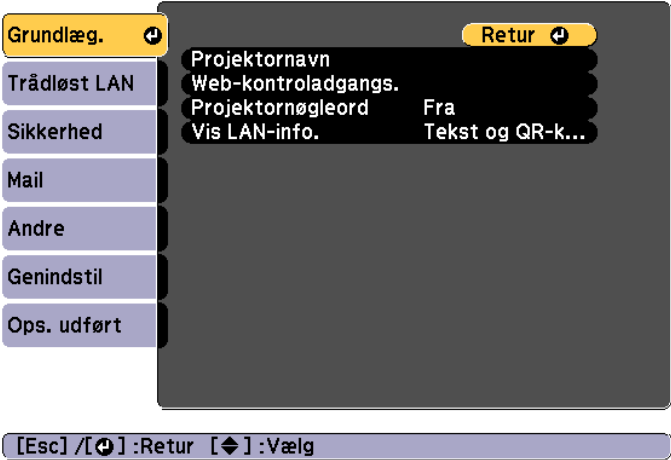 Grundlæg.
Retur
Projektornavn
Web-kontroladgangs.
Trådløst LAN
Projektornøgleord Fra
Vis LAN-info. Tekst og QR-k...
Sikkerhed
Mail
Andre
Genindstil
Ops. udført
[Esc] /[⏎] :Retur [◆] :Vælg